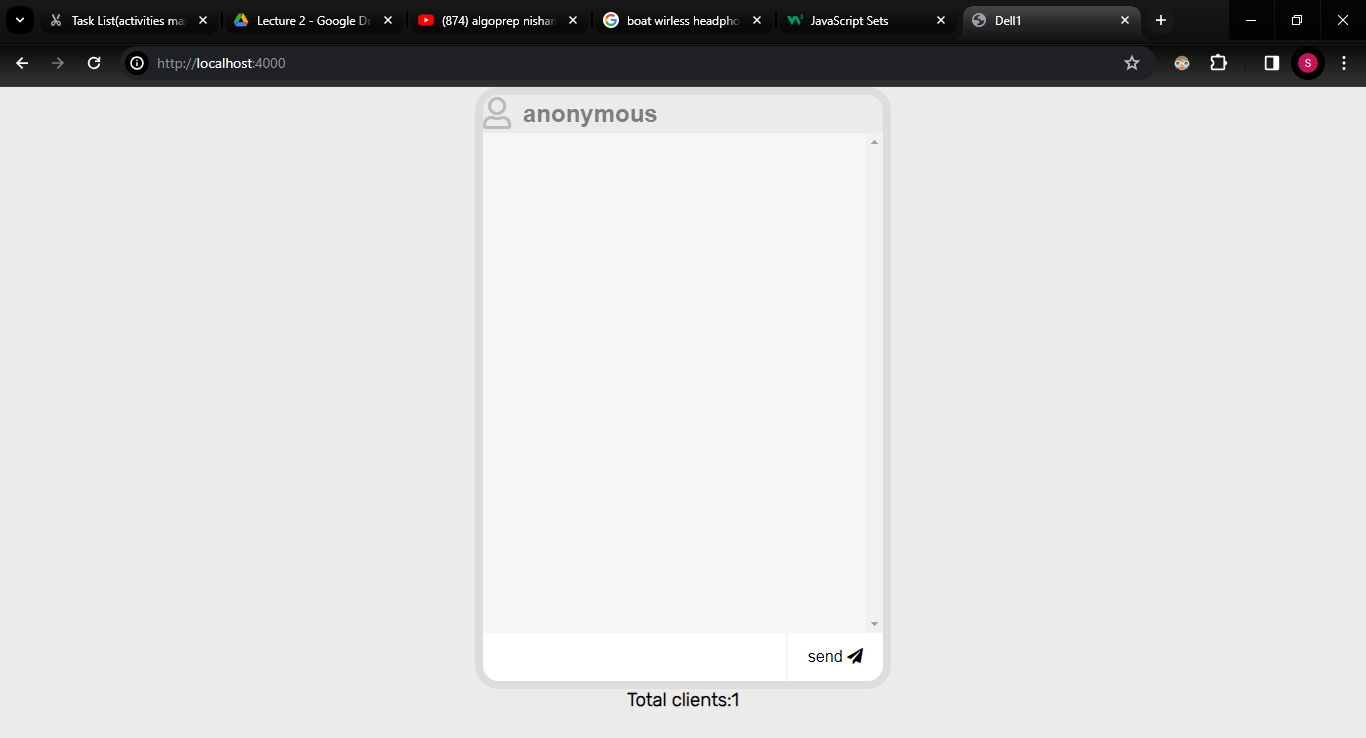 Task List(activities ma
Lecture 2 - Google Dr
(874) algoprep nishan
boat wirless headpho
JavaScript Sets
Dell1
http://localhost:4000
S
anonymous
send
Total clients:1